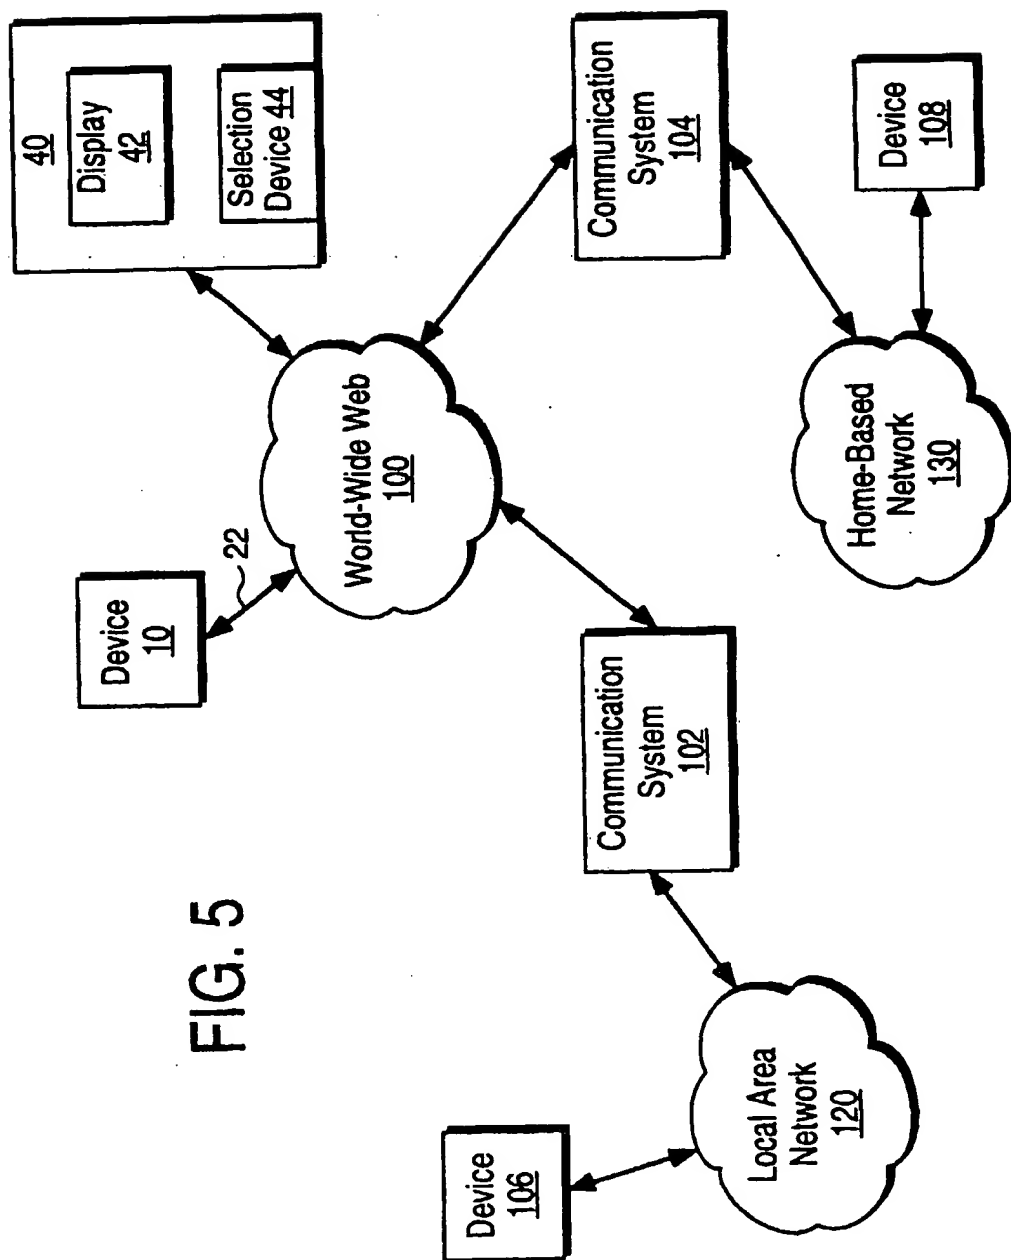 FIG. 5
Device
10
22
40
Display
42
Selection
Device 44
World-Wide Web
100
Communication
System
102
Communication
System
104
Device
106
Local Area
Network
120
Home-Based
Network
130
Device
108